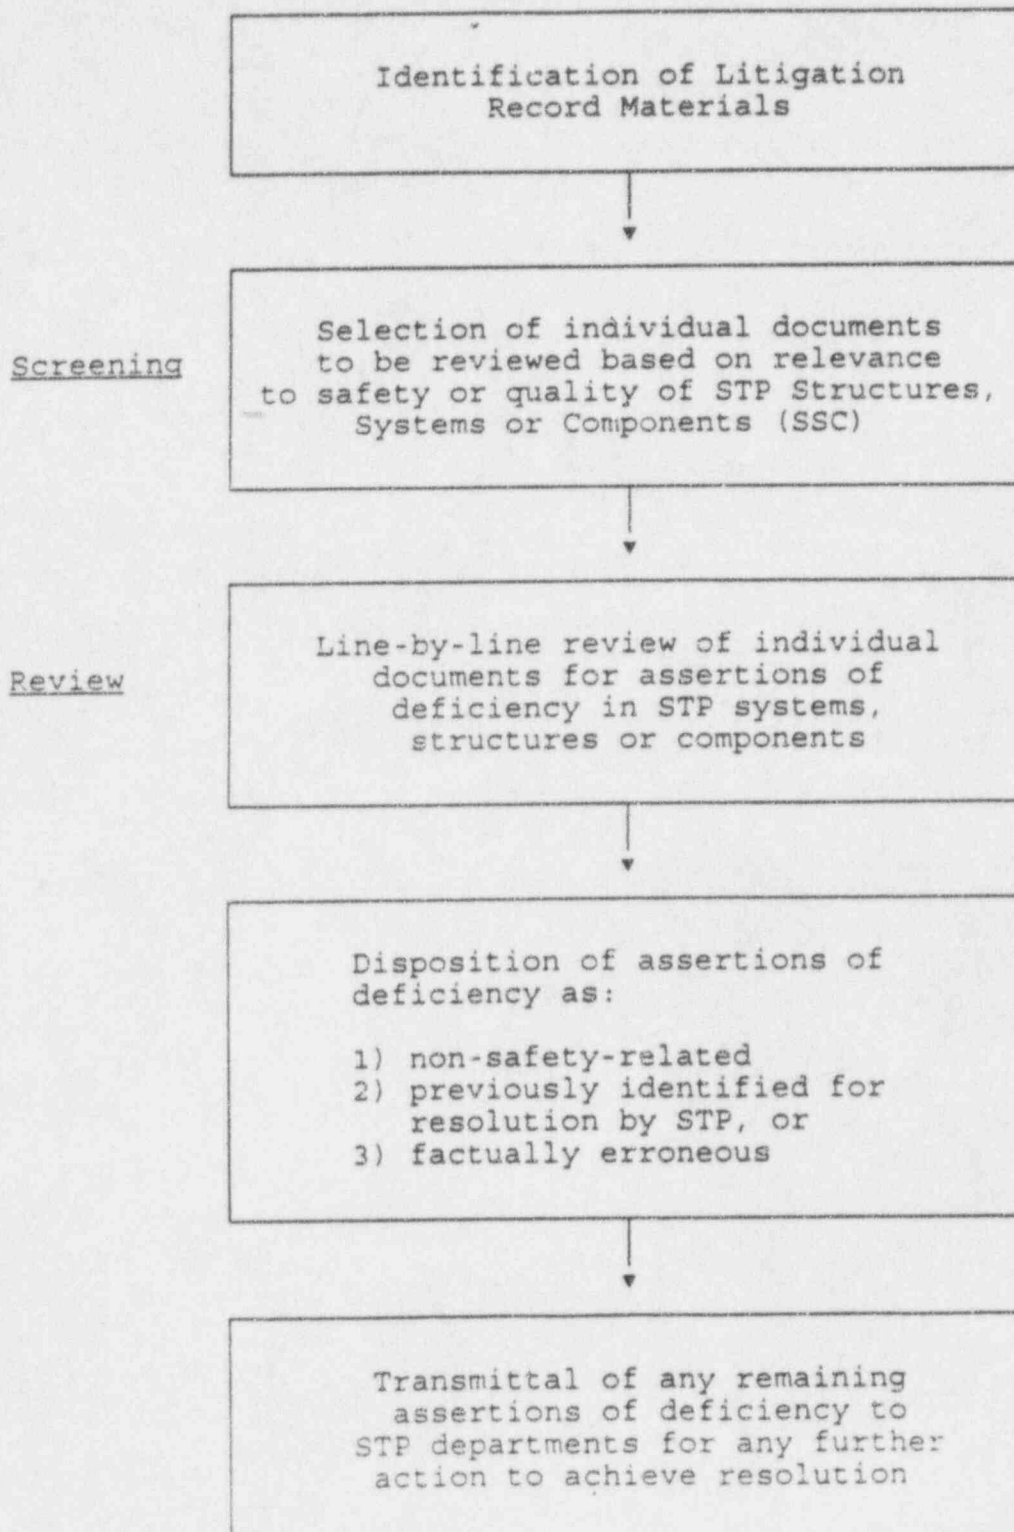 Identification of Litigation
Record Materials
Screening
Selection of individual documents
to be reviewed based on relevance
to safety or quality of STP Structures,
Systems or Components (SSC)
Review
Line-by-line review of individual
documents for assertions of
deficiency in STP systems,
structures or components
Disposition of assertions of
deficiency as:
1) non-safety-related
2) previously identified for
resolution by STP, or
3) factually erroneous
Transmittal of any remaining
assertions of deficiency to
STP departments for any further
action to achieve resolution